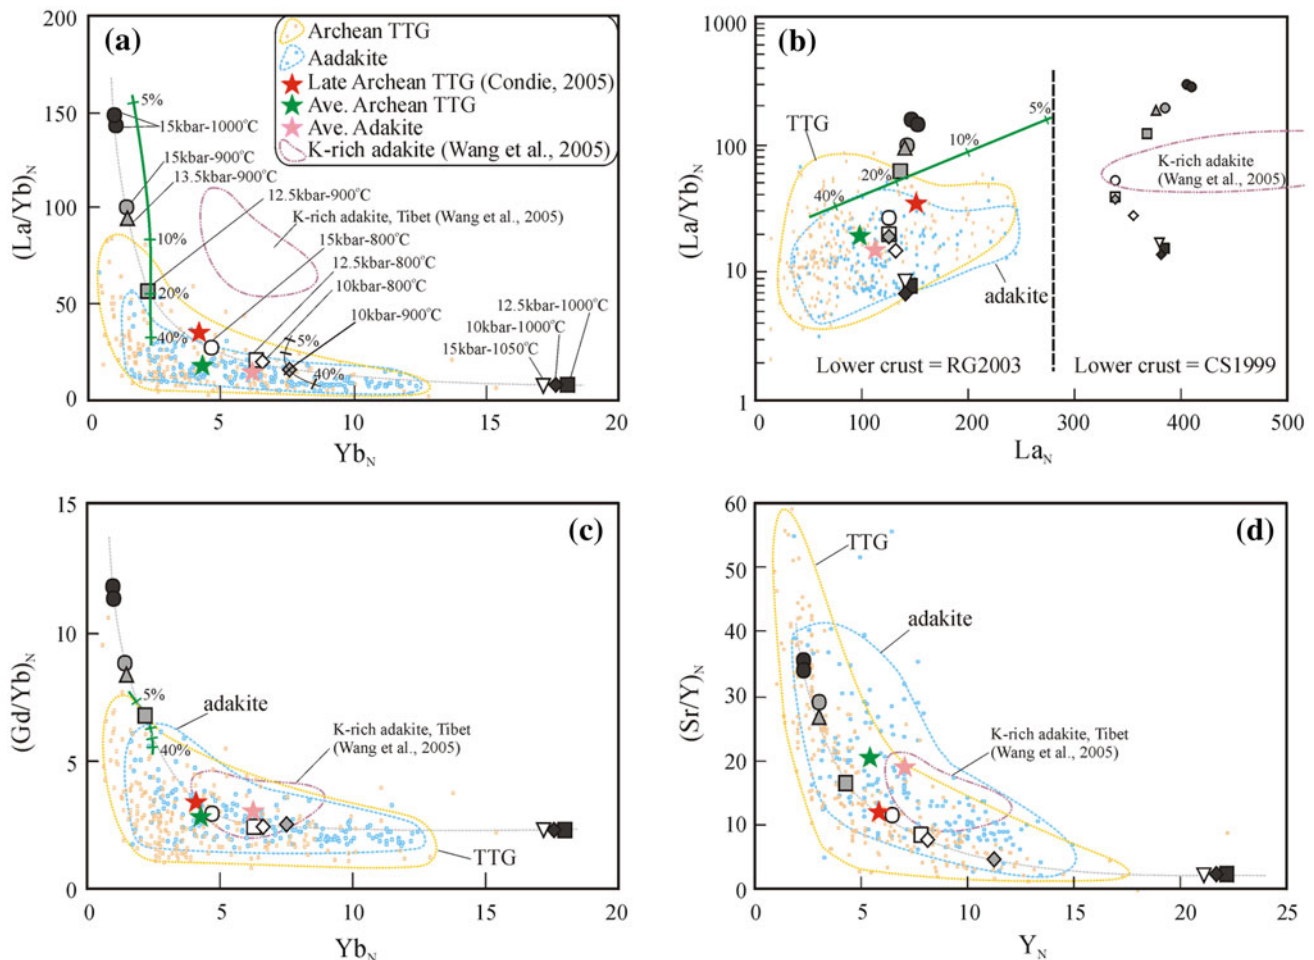 (a)
Archean TTG
Aadakite
Late Archean TTG (Condie, 2005)
Ave. Archean TTG
Ave. Adakite
K-rich adakite (Wang et al., 2005)
(La/Yb)N
200
150
100
50
0
5%
15kbar-1000°C
15kbar-900°C
13.5kbar-900°C
12.5kbar-900°C
K-rich adakite, Tibet (Wang et al., 2005)
10%
15kbar-800°C
12.5kbar-800°C
10kbar-800°C
20%
10kbar-900°C
12.5kbar-1000°C
10kbar-1000°C
15kbar-1050°C
40%
5%
40%
0 5 10 15 20
YbN
(b)
(La/Yb)N
1000
100
10
1
TTG
5%
10%
20%
40%
K-rich adakite
(Wang et al., 2005)
adakite
Lower crust = RG2003
Lower crust = CS1999
0 100 200 300 400 500
LaN
(c)
(Gd/Yb)N
15
10
5
0
5%
adakite
40%
K-rich adakite, Tibet
(Wang et al., 2005)
TTG
0 5 10 15 20
YbN
(d)
(Sr/Y)N
60
50
40
30
20
10
0
TTG
adakite
K-rich adakite, Tibet
(Wang et al., 2005)
0 5 10 15 20 25
YN